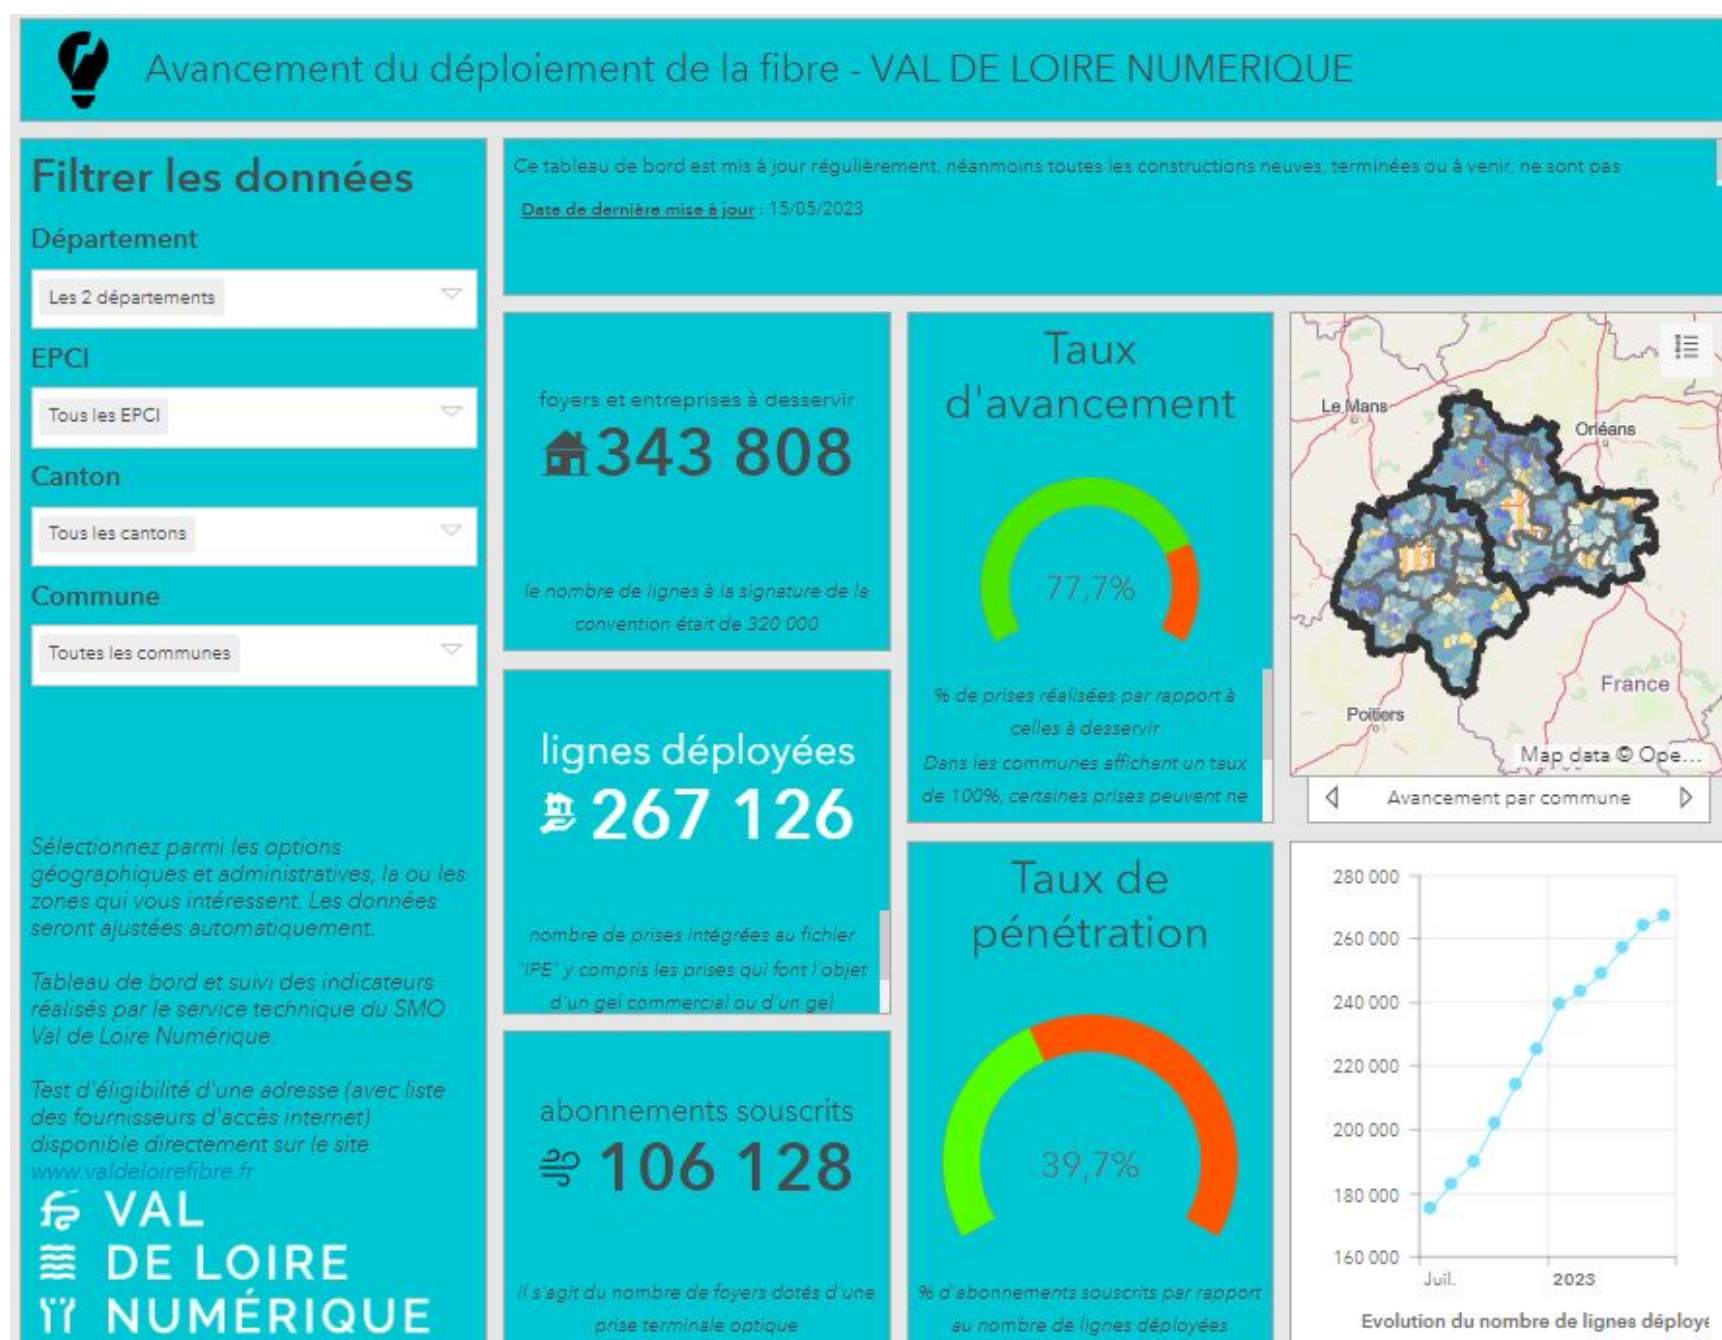 Avancement du déploiement de la fibre - VAL DE LOIRE NUMERIQUE
Filtrer les données
Département
Les 2 départements
EPCI
Tous les EPCI
Canton
Tous les cantons
Commune
Toutes les communes
Sélectionnez parmi les options
géographiques et administratives, la ou les
zones qui vous intéressent. Les données
seront ajustées automatiquement.
Tableau de bord et suivi des indicateurs
réalisés par le service technique du SMO
Val de Loire Numérique.
Test d'éligibilité d'une adresse (avec liste
des fournisseurs d'accès internet)
disponible directement sur le site
www.valdeloirefibre.fr
VAL
DE LOIRE
NUMÉRIQUE
Ce tableau de bord est mis à jour régulièrement, néanmoins toutes les constructions neuves, terminées ou à venir, ne sont pas
Date de dernière mise à jour : 15/05/2023
foyers et entreprises à desservir
343 808
le nombre de lignes à la signature de la
convention était de 320 000
lignes déployées
267 126
nombre de prises intégrées au fichier
"IPE" y compris les prises qui font l'objet
d'un gel commercial ou d'un gel
abonnements souscrits
106 128
il s'agit du nombre de foyers dotés d'une
prise terminale optique
Taux
d'avancement
77,7%
% de prises réalisées par rapport à
celles à desservir
Dans les communes affichant un taux
de 100%, certaines prises peuvent ne
Taux de
pénétration
39,7%
% d'abonnements souscrits par rapport
au nombre de lignes déployées
Le Mans
Orléans
France
Poitiers
Map data © Ope...
Avancement par commune
280 000
260 000
240 000
220 000
200 000
180 000
160 000
Juil.
2023
Evolution du nombre de lignes déployé